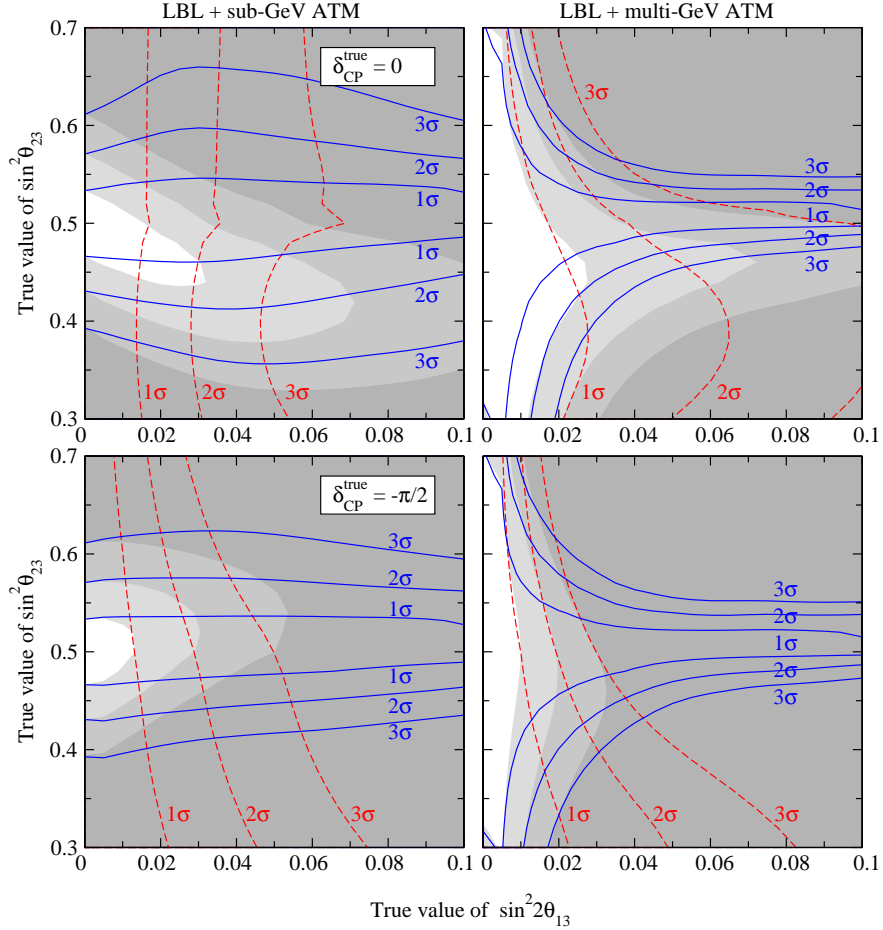 LBL + sub-GeV ATM
LBL + multi-GeV ATM
True value of sin²θ₂₃
0.7
0.6
0.5
0.4
0.3
δ_CP^true = 0
3σ
2σ
1σ
1σ
2σ
3σ
1σ
2σ
3σ
0
0.02
0.04
0.06
0.08
0.1
3σ
3σ
2σ
1σ
1σ
2σ
3σ
1σ
2σ
0
0.02
0.04
0.06
0.08
0.1
True value of sin²θ₂₃
0.7
0.6
0.5
0.4
0.3
δ_CP^true = -π/2
3σ
2σ
1σ
1σ
2σ
3σ
1σ
2σ
3σ
0
0.02
0.04
0.06
0.08
0.1
3σ
2σ
1σ
1σ
2σ
3σ
1σ
2σ
3σ
0
0.02
0.04
0.06
0.08
0.1
True value of sin²2θ₁₃